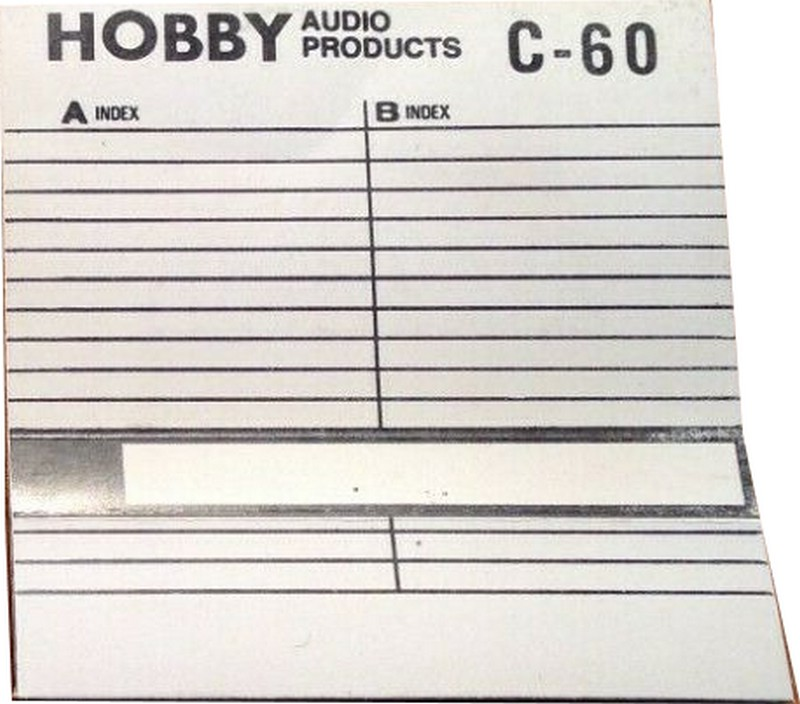 HOBBY AUDIO PRODUCTS C-60
A INDEX B INDEX